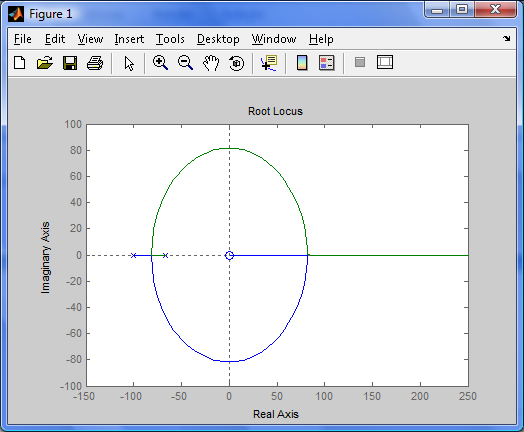 Figure 1
File Edit View Insert Tools Desktop Window Help
Root Locus
100
80
60
40
20
0
-20
-40
-60
-80
-100
Imaginary Axis
-150 -100 -50 0 50 100 150 200 250
Real Axis